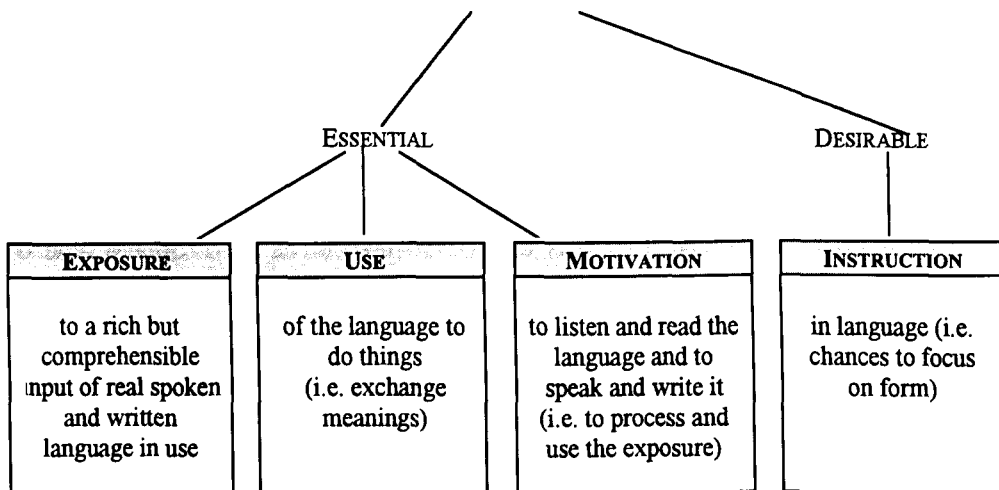 ESSENTIAL
DESIRABLE
EXPOSURE
to a rich but
comprehensible
input of real spoken
and written
language in use
USE
of the language to
do things
(i.e. exchange
meanings)
MOTIVATION
to listen and read the
language and to
speak and write it
(i.e. to process and
use the exposure)
INSTRUCTION
in language (i.e.
chances to focus
on form)